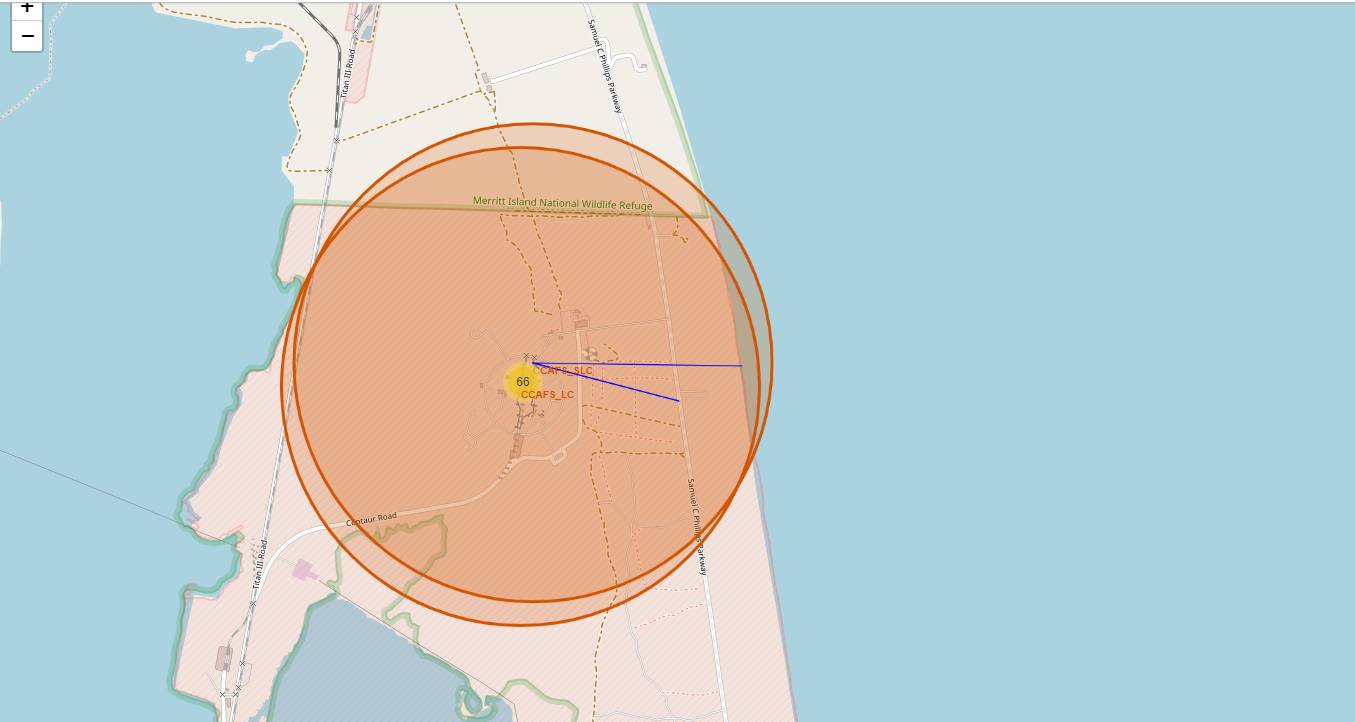 +
−
Titan III Road
Samuel C Phillips Parkway
Merritt Island National Wildlife Refuge
CCAFS_SLC
66
CCAFS_LC
Centaur Road
Samuel C Phillips Parkway
Titan III Road